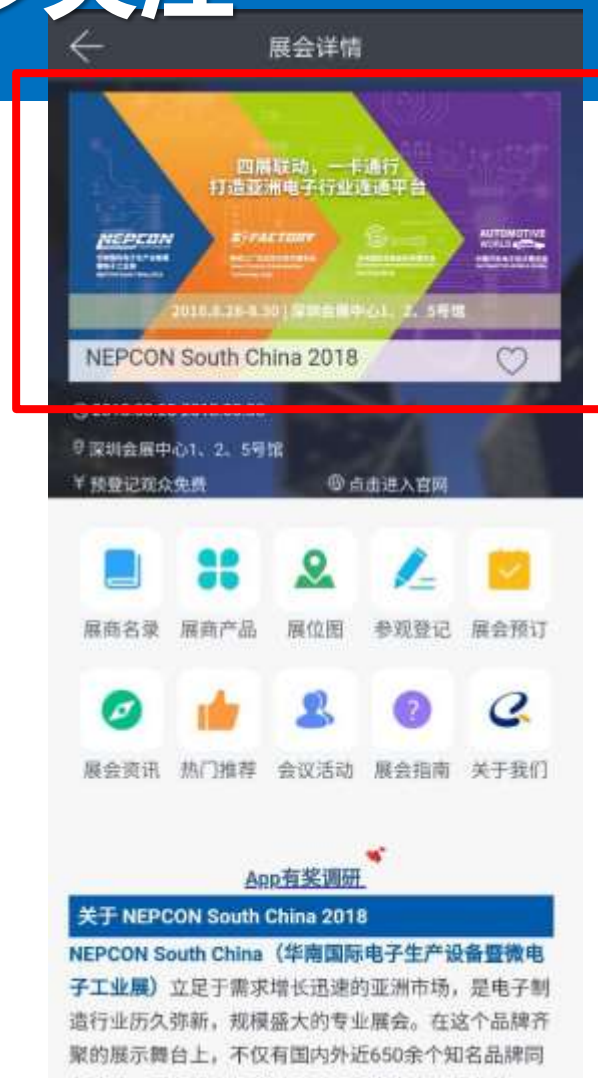 关注
展会详情
四展联动，一卡通行
打造亚洲电子行业连通平台
NEPCON
S-FACTORY
AUTOMOTIVE
WORLD
2018.8.28-8.30 | 深圳会展中心1、2、5号馆
NEPCON South China 2018
深圳会展中心1、2、5号馆
¥ 预登记观众免费
点击进入官网
展商名录 展商产品 展位图 参观登记 展会预订
展会资讯 热门推荐 会议活动 展会指南 关于我们
App有奖调研
关于 NEPCON South China 2018
NEPCON South China（华南国际电子生产设备暨微电
子工业展）立足于需求增长迅速的亚洲市场，是电子制
造行业历久弥新，规模盛大的专业展会。在这个品牌齐
聚的展示舞台上，不仅有国内外近650余个知名品牌同